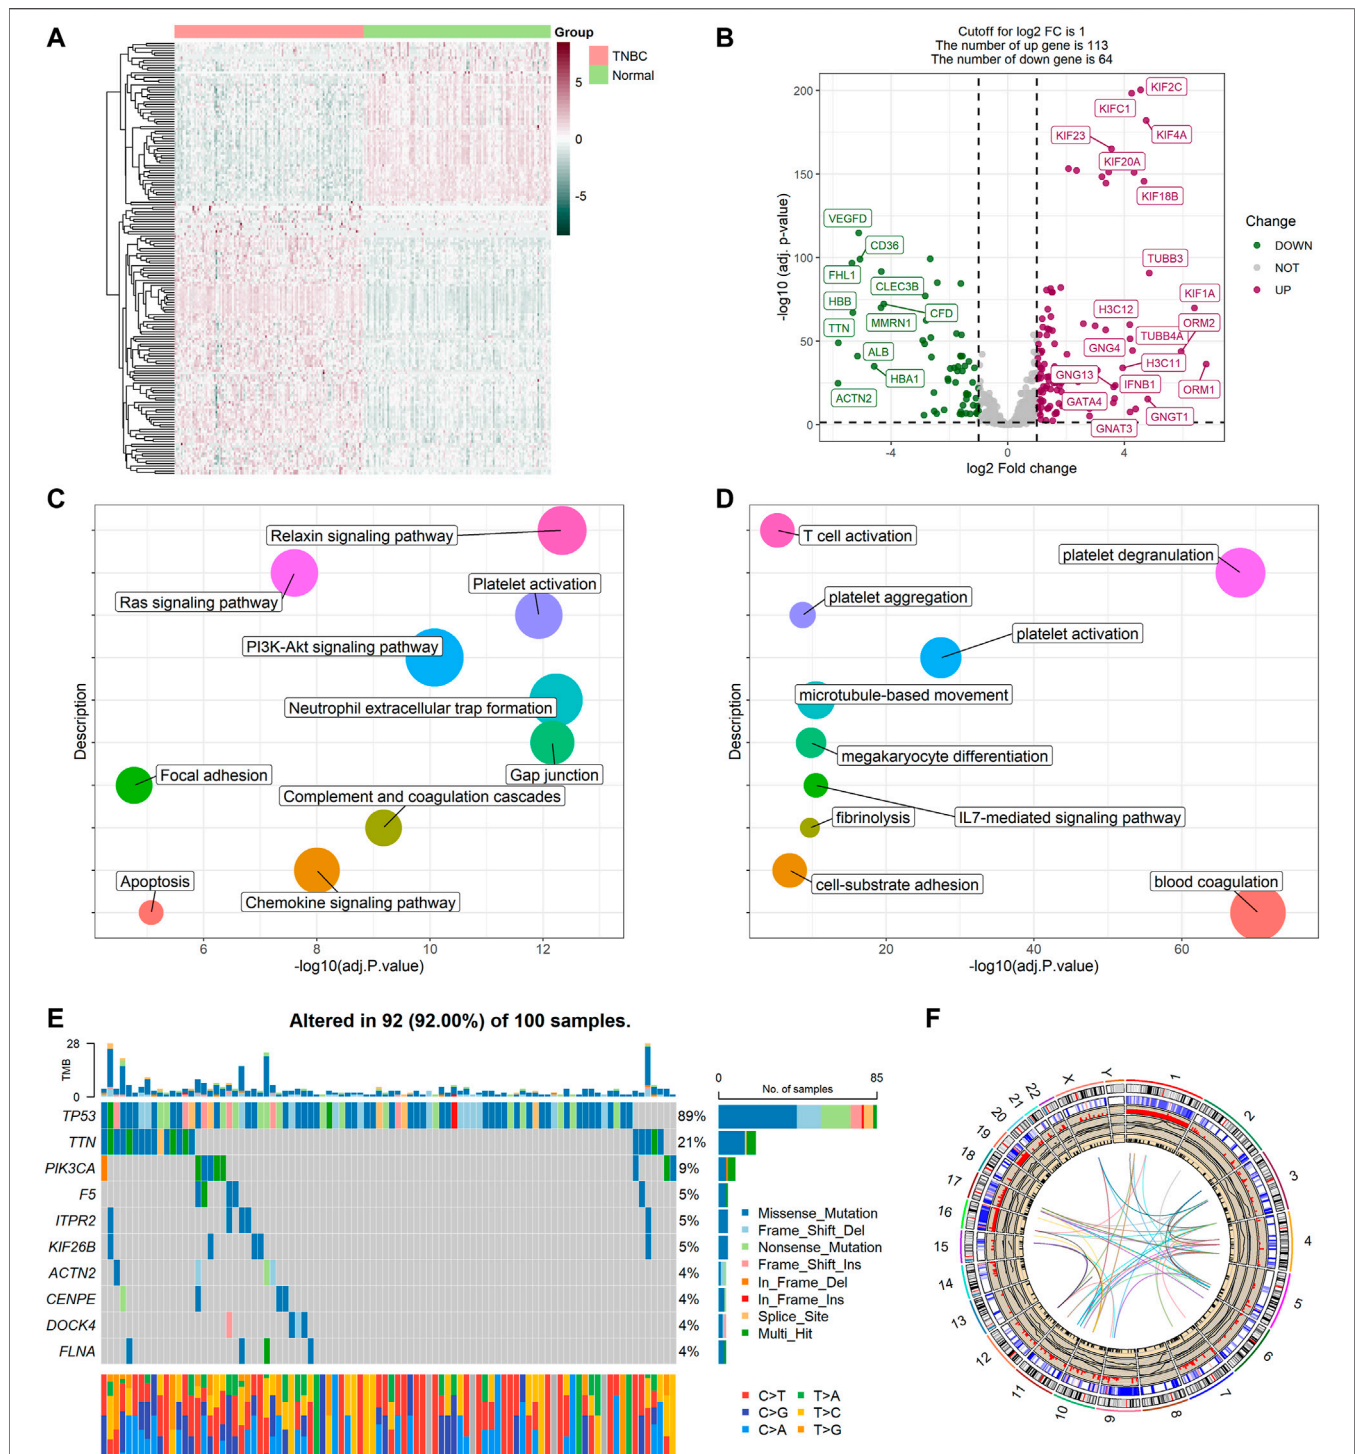 A
Group
TNBC
Normal
5
0
-5
B
Cutoff for log2 FC is 1
The number of up gene is 113
The number of down gene is 64
-log10 (adj. p-value)
200
150
100
50
0
-4
0
4
log2 Fold change
KIF2C
KIFC1
KIF4A
KIF23
KIF20A
KIF18B
VEGFD
CD36
FHL1
CLEC3B
HBB
CFD
MMRN1
TTN
ALB
HBA1
ACTN2
TUBB3
KIF1A
H3C12
ORM2
TUBB4A
GNG4
H3C11
GNG13
IFNB1
ORM1
GATA4
GNGT1
GNAT3
Change
DOWN
NOT
UP
C
Description
Relaxin signaling pathway
Platelet activation
Ras signaling pathway
PI3K-Akt signaling pathway
Neutrophil extracellular trap formation
Gap junction
Focal adhesion
Complement and coagulation cascades
Apoptosis
Chemokine signaling pathway
6
8
10
12
-log10(adj.P.value)
D
Description
T cell activation
platelet degranulation
platelet aggregation
platelet activation
microtubule-based movement
megakaryocyte differentiation
IL7-mediated signaling pathway
fibrinolysis
cell-substrate adhesion
blood coagulation
20
40
60
-log10(adj.P.value)
E
Altered in 92 (92.00%) of 100 samples.
TMB
28
0
0
85
No. of samples
TP53 89%
TTN 21%
PIK3CA 9%
F5 5%
ITPR2 5%
KIF26B 5%
ACTN2 4%
CENPE 4%
DOCK4 4%
FLNA 4%
Missense_Mutation
Frame_Shift_Del
Nonsense_Mutation
Frame_Shift_Ins
In_Frame_Del
In_Frame_Ins
Splice_Site
Multi_Hit
C>T T>A
C>G T>C
C>A T>G
F
1
2
3
4
5
6
7
8
9
10
11
12
13
14
15
16
17
18
19
20
21
22
X
Y